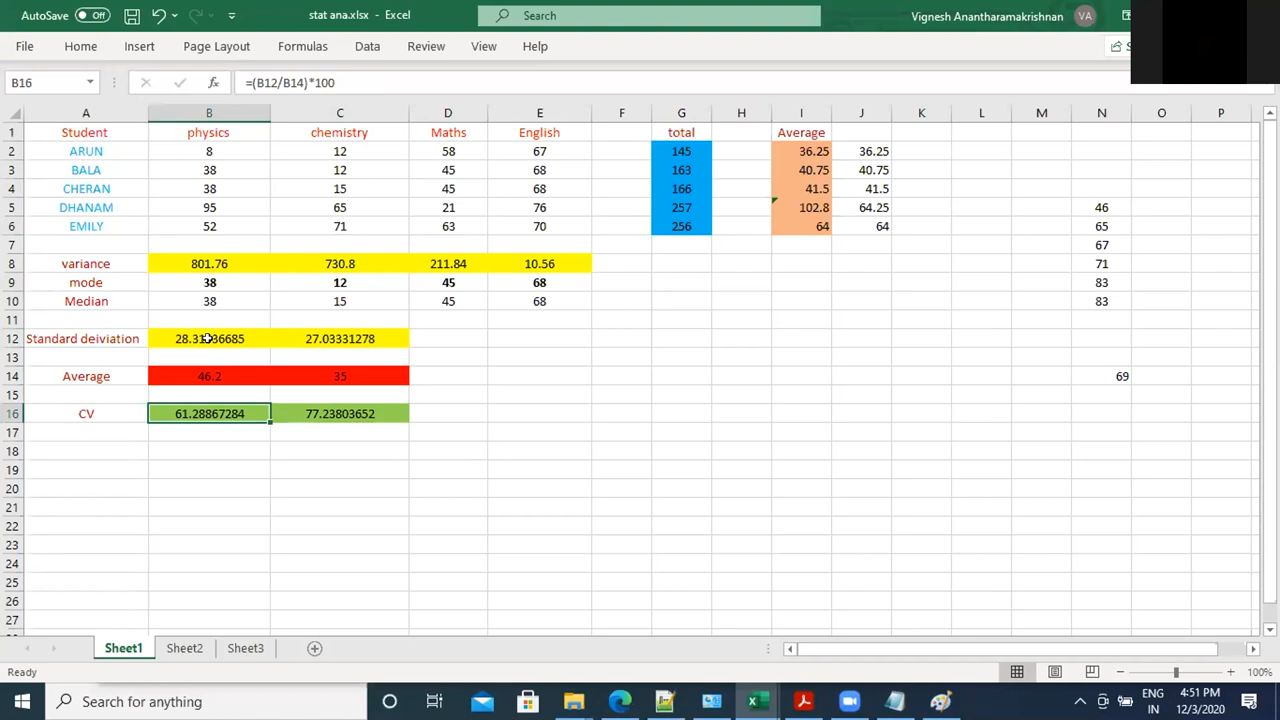 AutoSave Off stat ana.xlsx - Excel Search Vignesh Anantharamakrishnan VA
File Home Insert Page Layout Formulas Data Review View Help
B16 fx =(B12/B14)*100
A B C D E F G H I J K L M N O P
1 Student physics chemistry Maths English total Average
2 ARUN 8 12 58 67 145 36.25 36.25
3 BALA 38 12 45 68 163 40.75 40.75
4 CHERAN 38 15 45 68 166 41.5 41.5
5 DHANAM 95 65 21 76 257 102.8 64.25 46
6 EMILY 52 71 63 70 256 64 64 65
7 67
8 variance 801.76 730.8 211.84 10.56 71
9 mode 38 12 45 68 83
10 Median 38 15 45 68 83
11
12 Standard deiviation 27.03331278
13
14 Average 46.2 35 69
15
16 CV 61.28867284 77.23803652
17
18
19
20
21
22
23
24
25
26
27
Sheet1 Sheet2 Sheet3
Ready 100%
Search for anything ENG IN 4:51 PM 12/3/2020